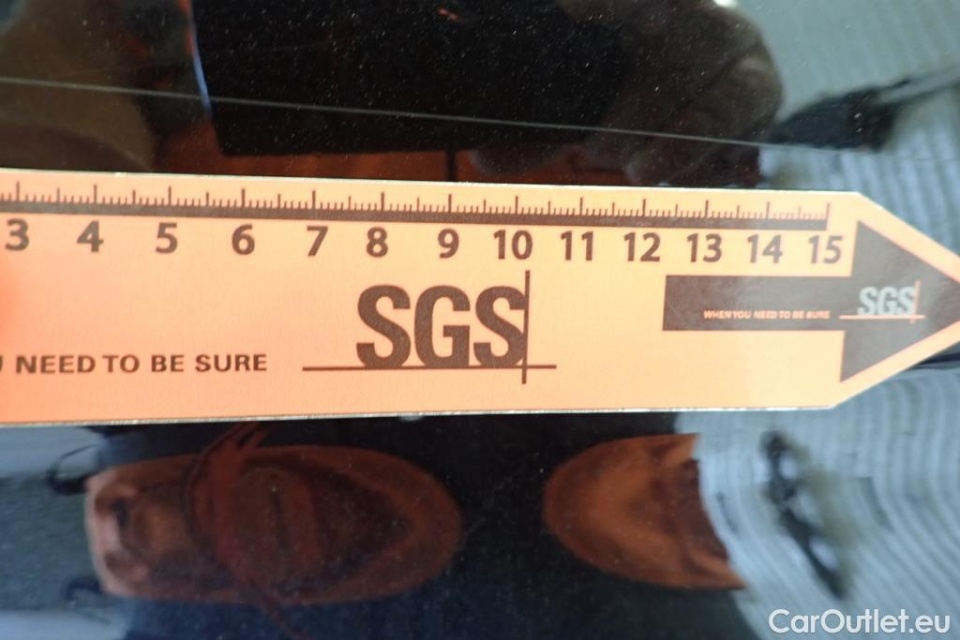 3 4 5 6 7 8 9 10 11 12 13 14 15
SGS
NEED TO BE SURE
WHEN YOU NEED TO BE SURE
SGS
CarOutlet.eu